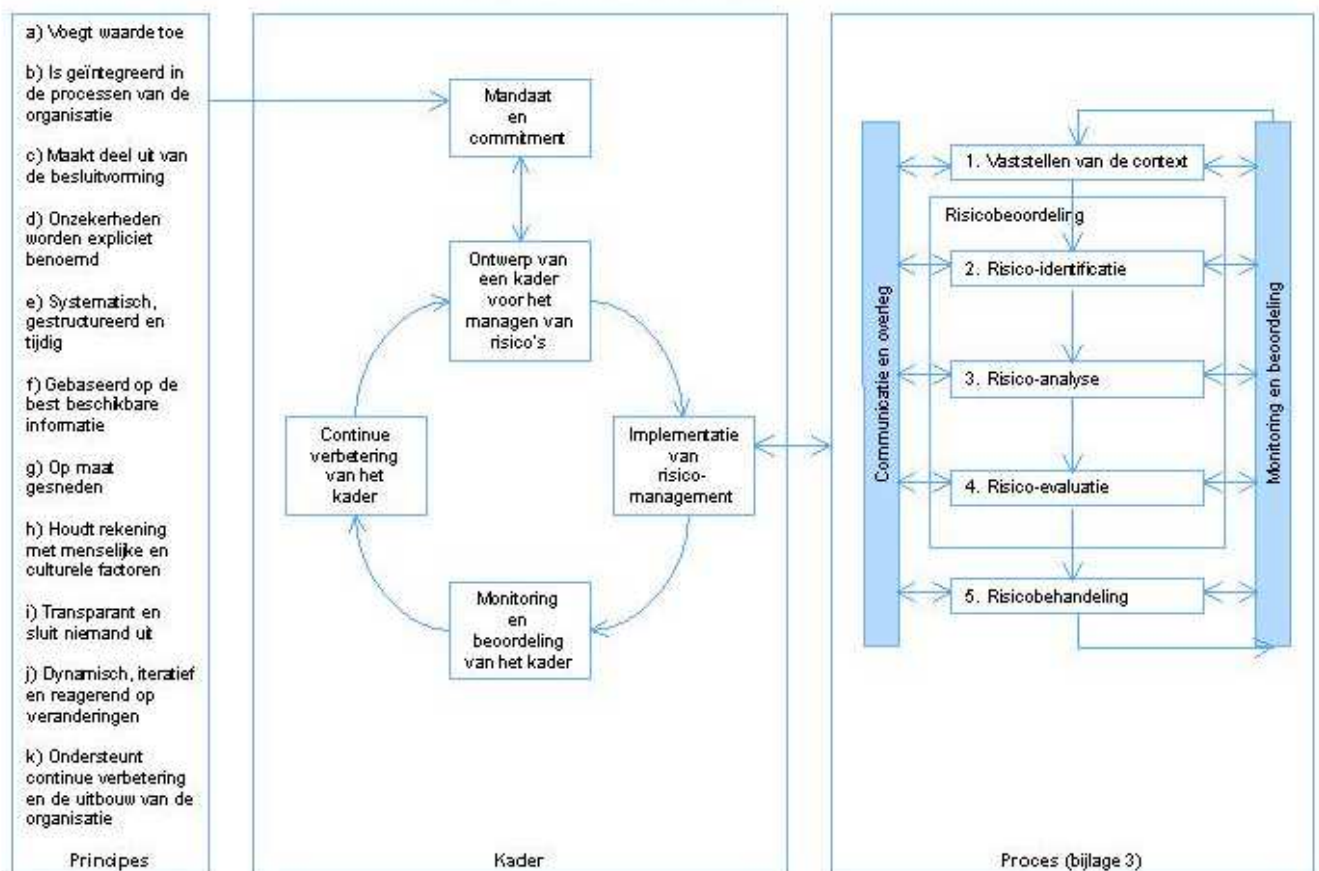 a) Voegt waarde toe
b) Is geïntegreerd in
de processen van de
organisatie
c) Maakt deel uit van
de besluitvorming
d) Onzekerheden
worden expliciet
benoemd
e) Systematisch,
gestructureerd en
tijdig
f) Gebaseerd op de
best beschikbare
informatie
g) Op maat
gesneden
h) Houdt rekening
met menselijke en
culturele factoren
i) Transparant en
sluit niemand uit
j) Dynamisch, iteratief
en reagerend op
veranderingen
k) Ondersteunt
continue verbetering
en de uitbouw van de
organisatie
Principes
Mandaat
en
commitment
Ontwerp van
een kader
voor het
managen van
risico's
Continue
verbetering
van het
kader
Implementatie
van
risico-
management
Monitoring
en
beoordeling
van het kader
Kader
Communicatie en overleg
1. Vaststellen van de context
Risicobeoordeling
2. Risico-identificatie
3. Risico-analyse
4. Risico-evaluatie
5. Risicobehandeling
Monitoring en beoordeling
Proces (bijlage 3)